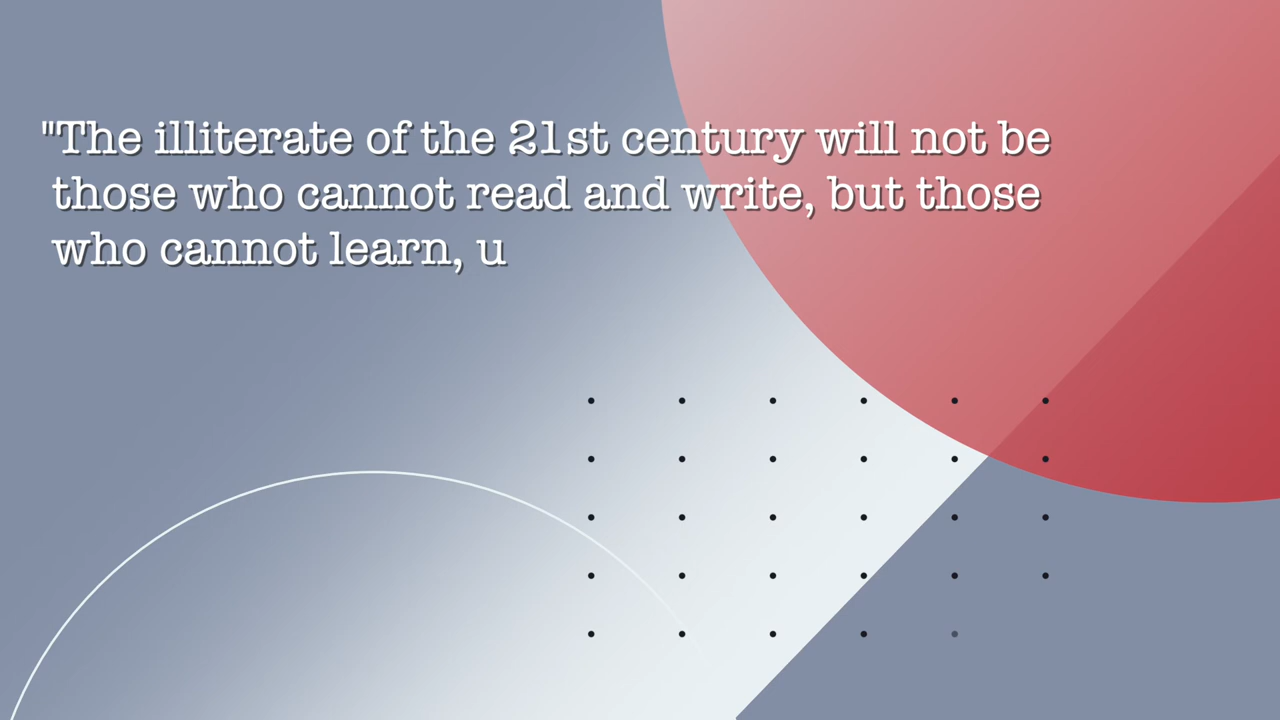 "The illiterate of the 21st century will not be
those who cannot read and write, but those
who cannot learn, u